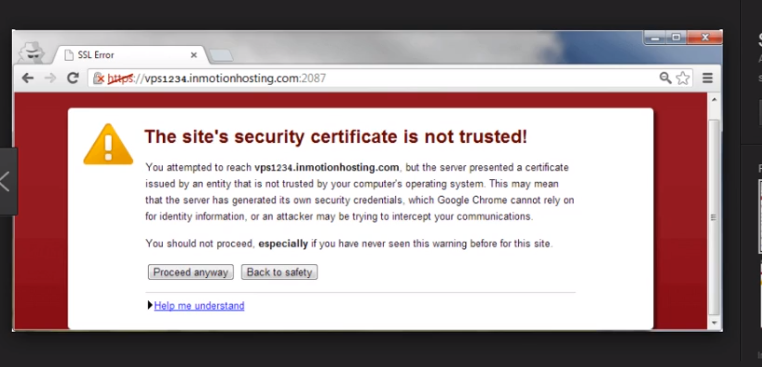 SSL Error
https://vps1234.inmotionhosting.com:2087
The site's security certificate is not trusted!
You attempted to reach vps1234.inmotionhosting.com, but the server presented a certificate
issued by an entity that is not trusted by your computer's operating system. This may mean
that the server has generated its own security credentials, which Google Chrome cannot rely on
for identity information, or an attacker may be trying to intercept your communications.
You should not proceed, especially if you have never seen this warning before for this site.
Proceed anyway Back to safety
Help me understand